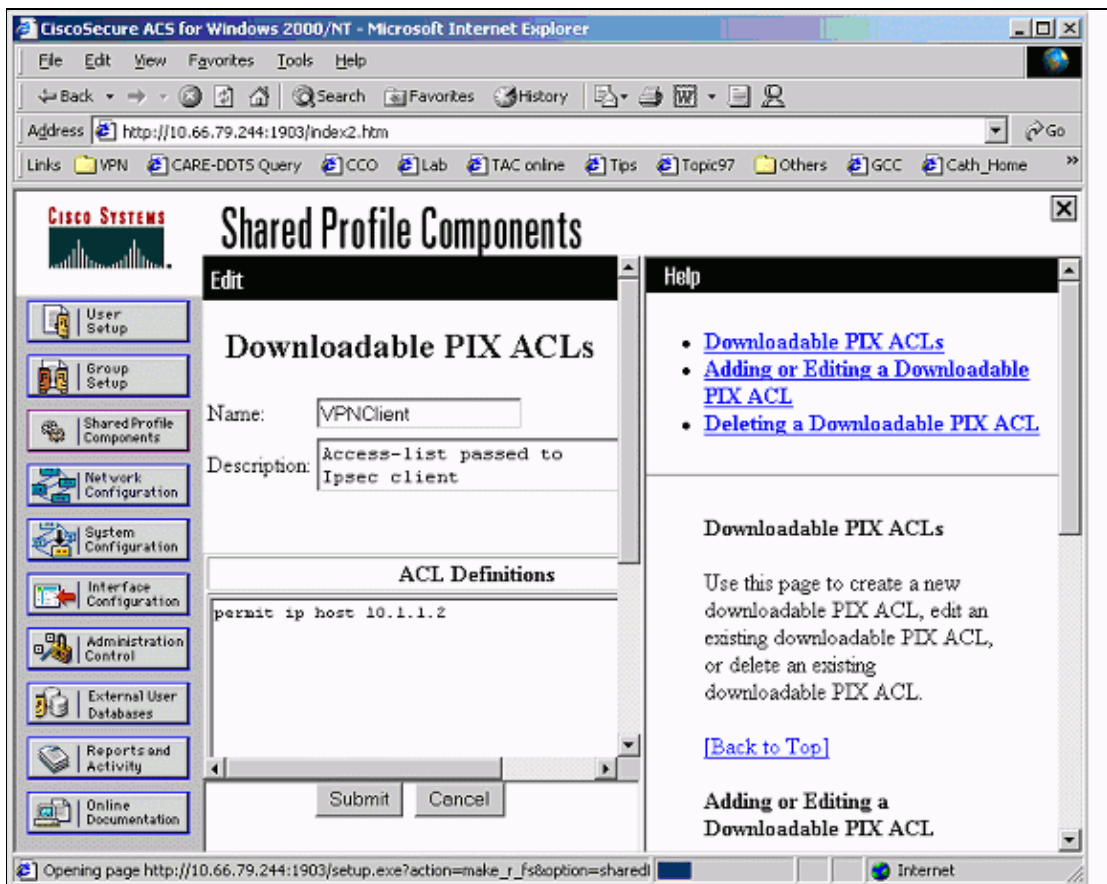 CiscoSecure ACS for Windows 2000/NT - Microsoft Internet Explorer
File Edit View Favorites Tools Help
Back Search Favorites History
Address http://10.66.79.244:1903/index2.htm Go
Links VPN CARE-DDTS Query CCO Lab TAC online Tips Topic97 Others GCC Cath_Home »
CISCO SYSTEMS
Shared Profile Components
User
Setup
Group
Setup
Shared Profile
Components
Network
Configuration
System
Configuration
Interface
Configuration
Administration
Control
External User
Databases
Reports and
Activity
Online
Documentation
Edit
Downloadable PIX ACLs
Name: VPNClient
Description: Access-list passed to
Ipsec client
ACL Definitions
permit ip host 10.1.1.2
Submit Cancel
Help
• Downloadable PIX ACLs
• Adding or Editing a Downloadable
PIX ACL
• Deleting a Downloadable PIX ACL
Downloadable PIX ACLs
Use this page to create a new
downloadable PIX ACL, edit an
existing downloadable PIX ACL,
or delete an existing
downloadable PIX ACL.
[Back to Top]
Adding or Editing a
Downloadable PIX ACL
Opening page http://10.66.79.244:1903/setup.exe?action=make_r_fs&option=sharedl Internet